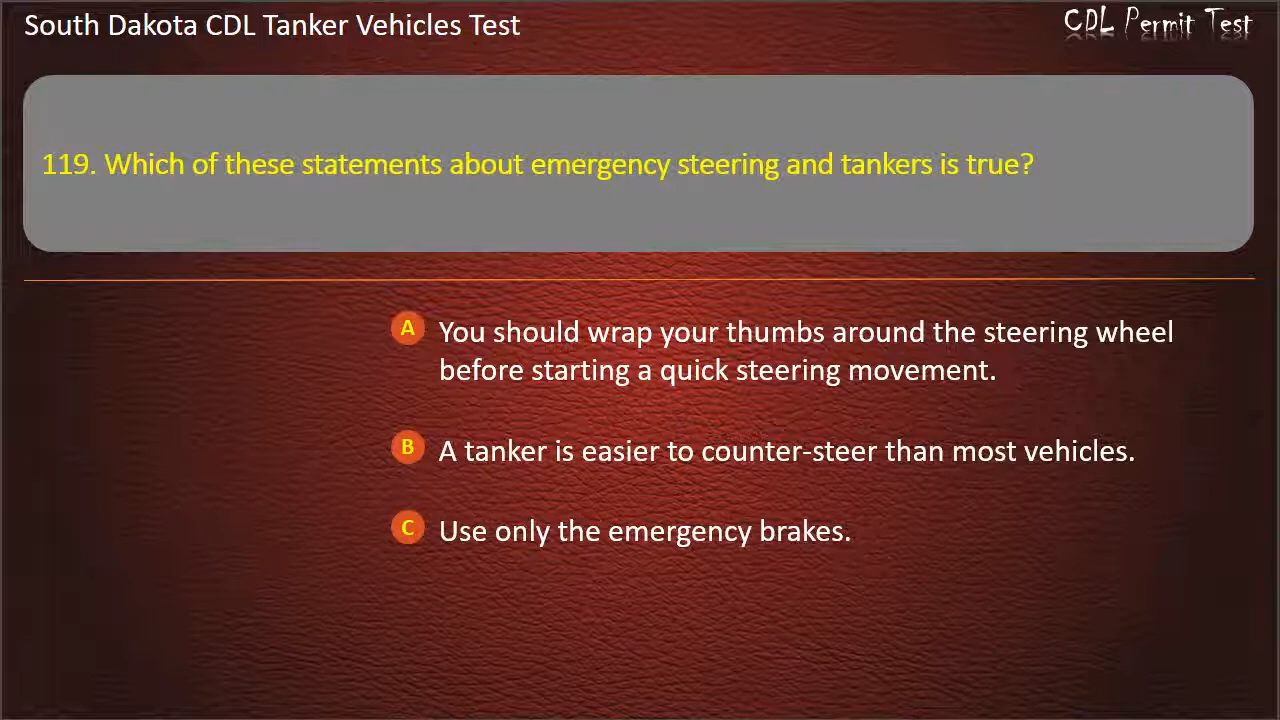 South Dakota CDL Tanker Vehicles Test
CDL Permit Test
119. Which of these statements about emergency steering and tankers is true?
A You should wrap your thumbs around the steering wheel
before starting a quick steering movement.
B A tanker is easier to counter-steer than most vehicles.
C Use only the emergency brakes.